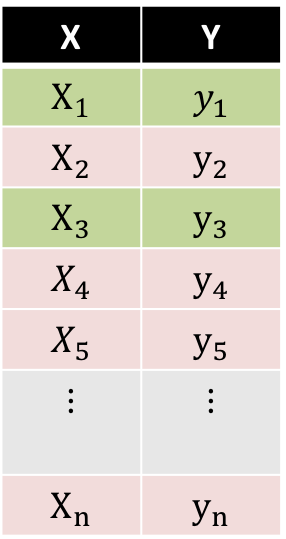 X Y
X₁ y₁
X₂ y₂
X₃ y₃
X₄ y₄
X₅ y₅
⋮ ⋮
Xₙ yₙ